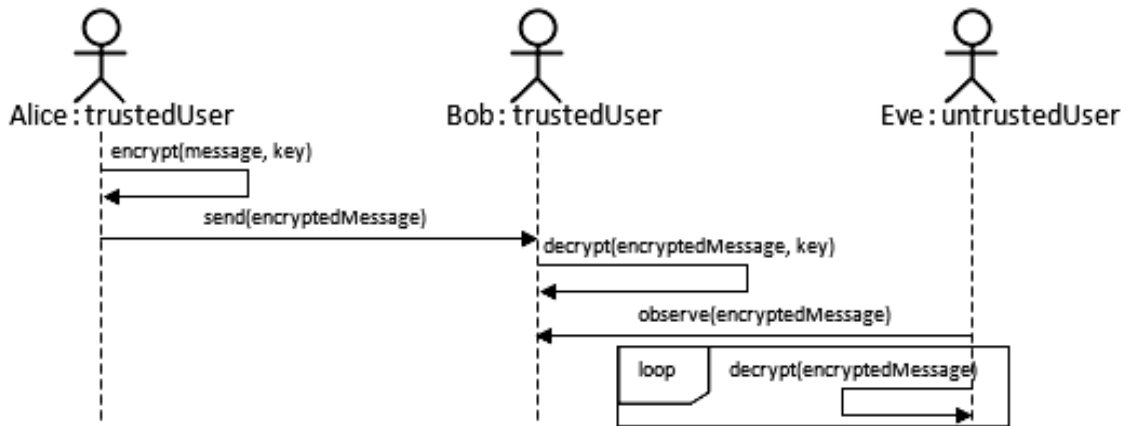 Alice:trustedUser
Bob:trustedUser
Eve:untrustedUser
encrypt(message, key)
send(encryptedMessage)
decrypt(encryptedMessage, key)
observe(encryptedMessage)
loop
decrypt(encryptedMessage)